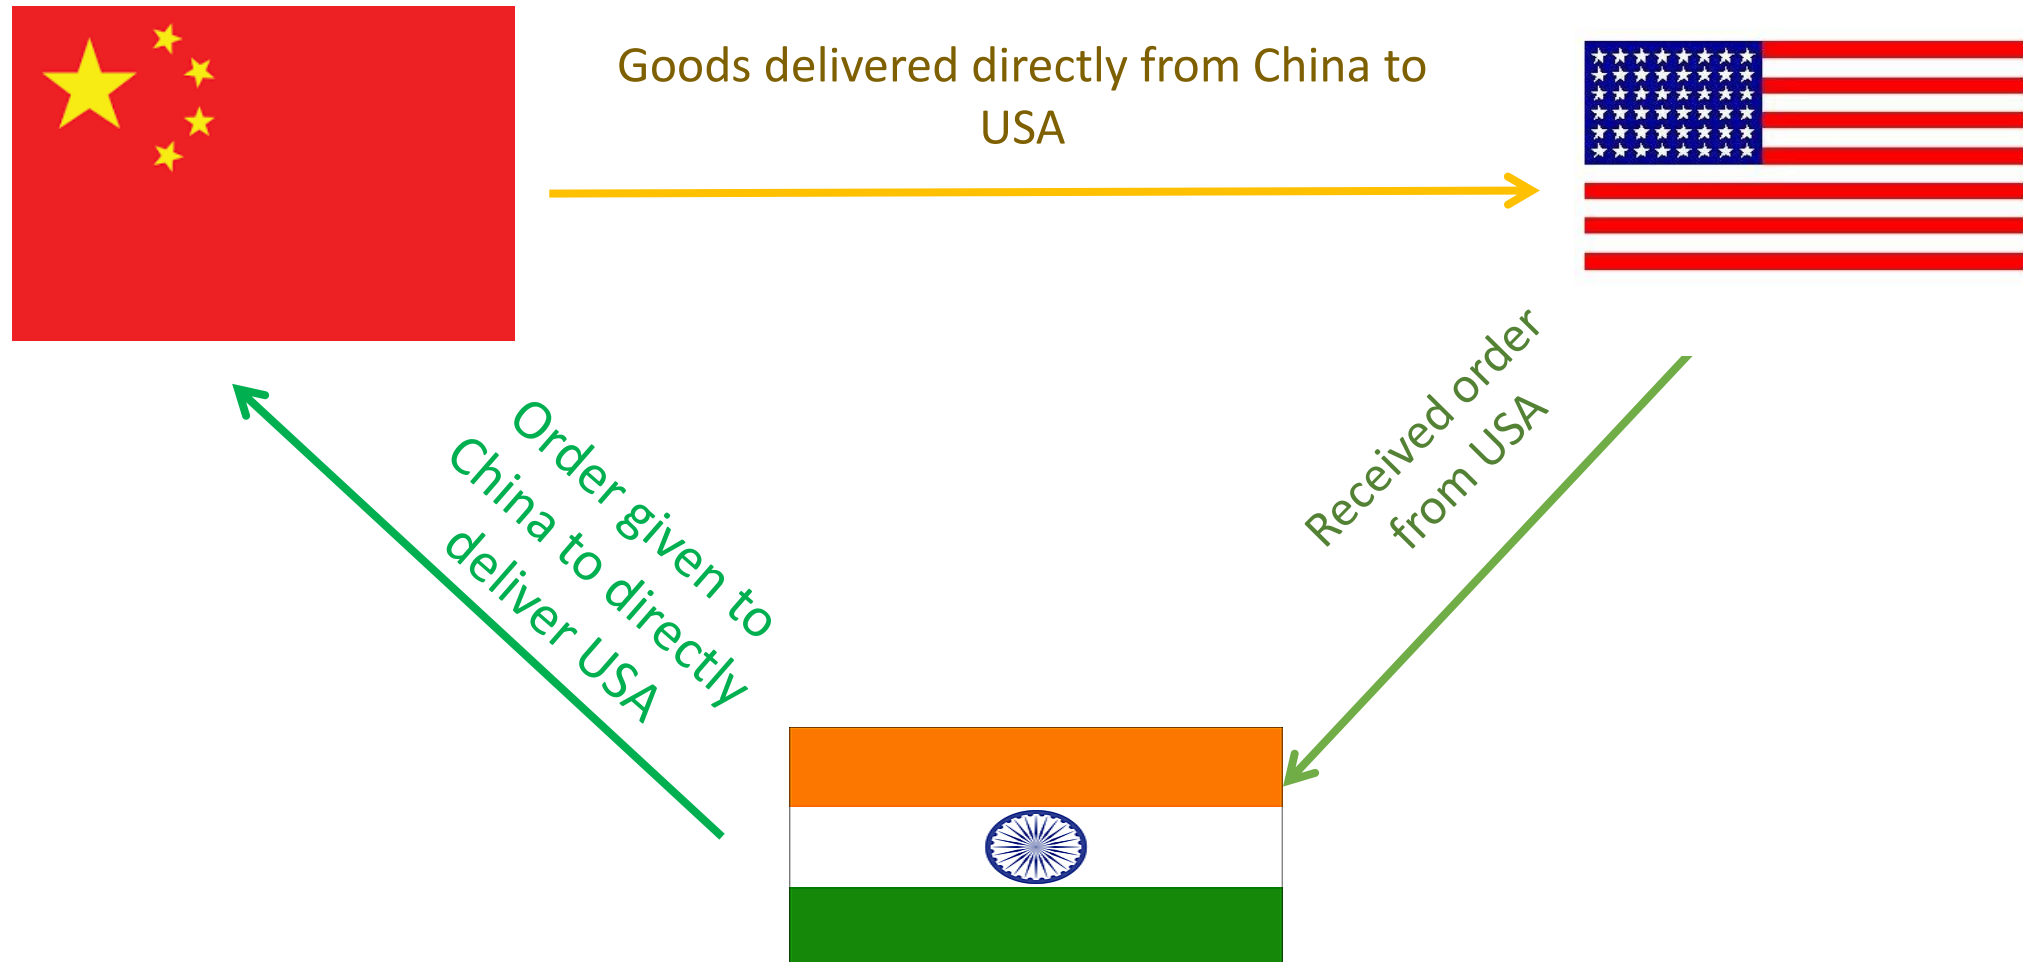 Goods delivered directly from China to
USA
Received order
from USA
Order given to
China to directly
deliver USA